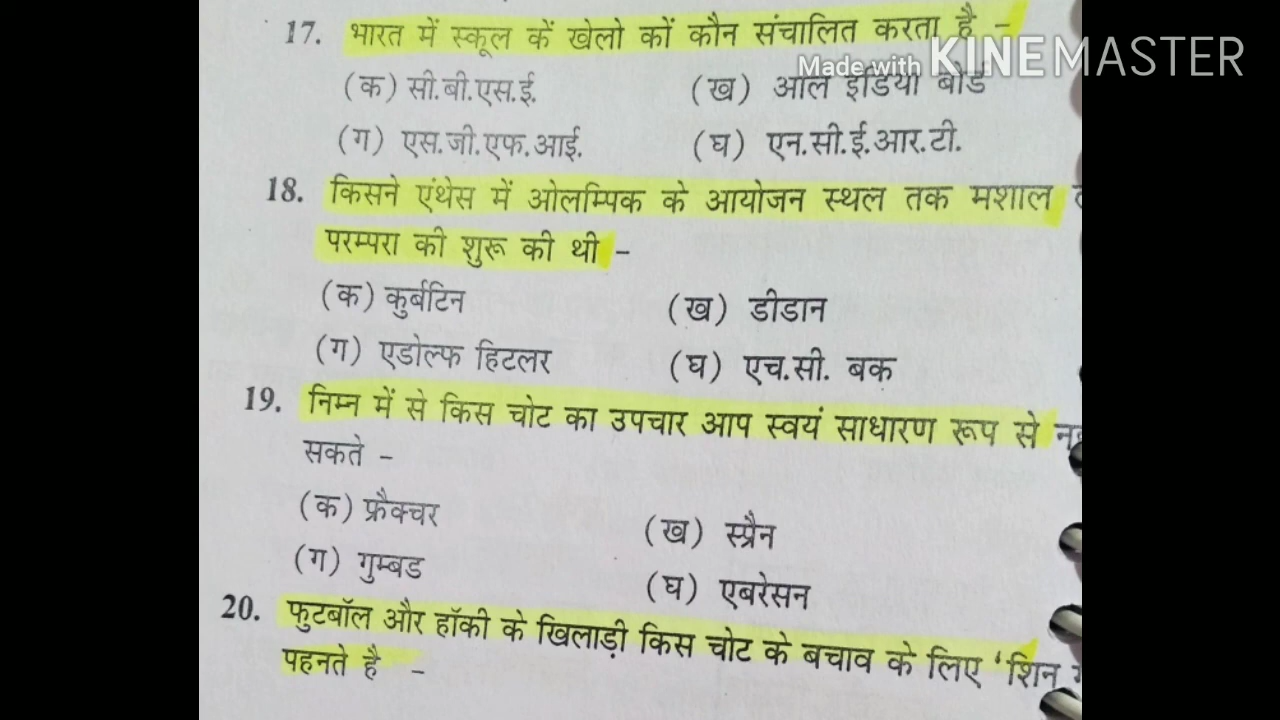 17. भारत में स्कूल कें खेलो कों कौन संचालित करता है -
Made with KINEMASTER
(क) सी.बी.एस.ई. (ख) आल इंडिया बोर्ड
(ग) एस.जी.एफ.आई. (घ) एन.सी.ई.आर.टी.
18. किसने एंथेस में ओलम्पिक के आयोजन स्थल तक मशाल
परम्परा की शुरू की थी -
(क) कुर्बटिन (ख) डीडान
(ग) एडोल्फ हिटलर (घ) एच.सी. बक
19. निम्न में से किस चोट का उपचार आप स्वयं साधारण रूप से
सकते -
(क) फ्रैक्चर (ख) स्प्रैन
(ग) गुम्बड (घ) एबरेसन
20. फुटबॉल और हॉकी के खिलाड़ी किस चोट के बचाव के लिए 'शिन
पहनते है -